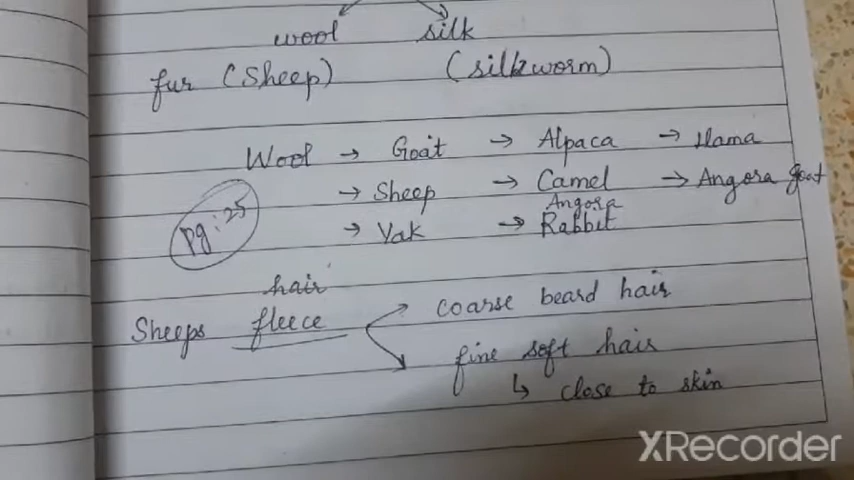 wool silk
fur (Sheep) (silkworm)
Wool → Goat → Alpaca → llama
→ Sheep → Camel → Angora goat
pg:25 → Yak → Angora Rabbit
hair
Sheeps fleece coarse beard hair
fine soft hair
↳ close to skin
XRecorder